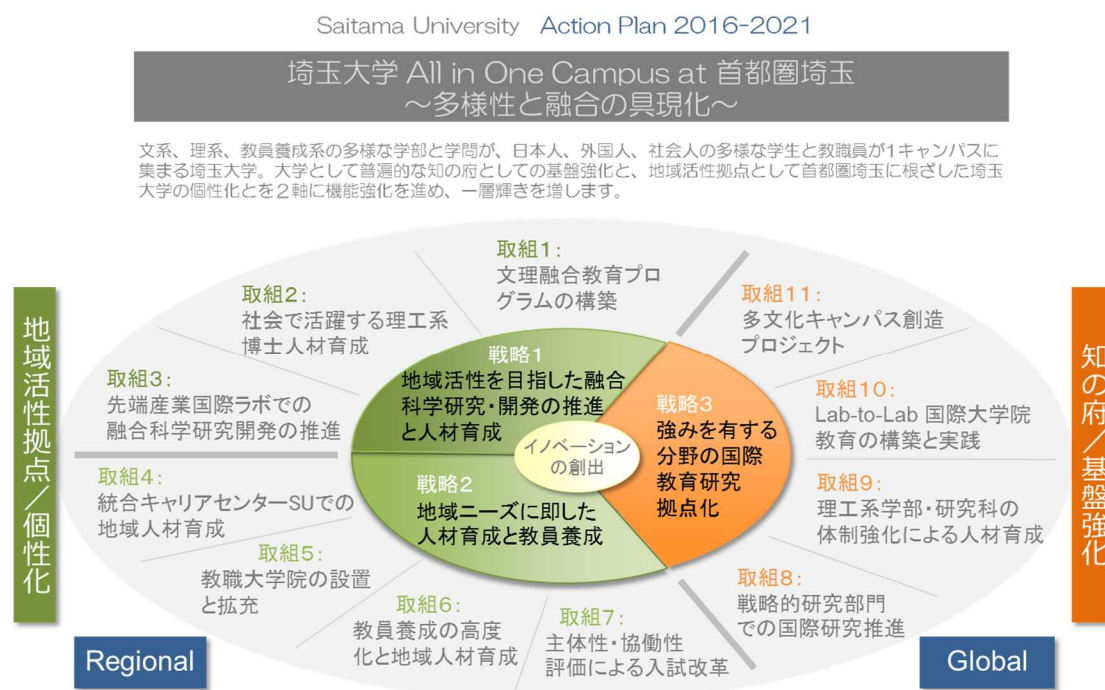 Saitama University Action Plan 2016-2021
埼玉大学 All in One Campus at 首都圏埼玉
～多様性と融合の具現化～
文系、理系、教員養成系の多様な学部と学問が、日本人、外国人、社会人の多様な学生と教職員が1キャンパスに
集まる埼玉大学。大学として普遍的な知の府としての基盤強化と、地域活性拠点として首都圏埼玉に根ざした埼玉
大学の個性化とを２軸に機能強化を進め、一層輝きを増します。
地域活性拠点／個性化
取組1：
文理融合教育プロ
グラムの構築
取組2：
社会で活躍する理工系
博士人材育成
取組3：
先端産業国際ラボでの
融合科学研究開発の推進
取組4：
統合キャリアセンターSUでの
地域人材育成
取組5：
教職大学院の設置
と拡充
取組6：
教員養成の高度
化と地域人材育成
取組7：
主体性・協働性
評価による入試改革
取組8：
戦略的研究部門
での国際研究推進
取組9：
理工系学部・研究科の
体制強化による人材育成
取組10：
Lab-to-Lab 国際大学院
教育の構築と実践
取組11：
多文化キャンパス創造
プロジェクト
戦略1
地域活性を目指した融合
科学研究・開発の推進
と人材育成
戦略2
地域ニーズに即した
人材育成と教員養成
戦略3
強みを有する
分野の国際
教育研究
拠点化
イノベーション
の創出
知の府／基盤強化
Regional
Global